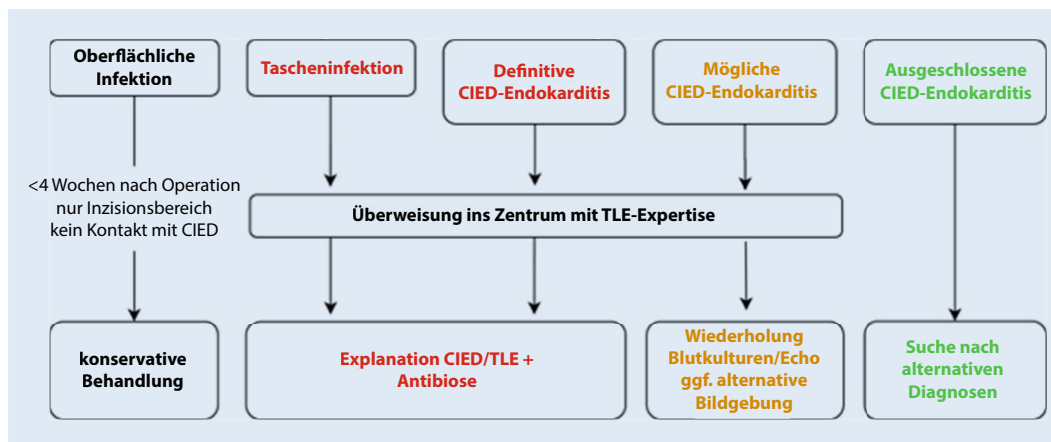 Oberflächliche
Infektion
Tascheninfektion
Definitive
CIED-Endokarditis
Mögliche
CIED-Endokarditis
Ausgeschlossene
CIED-Endokarditis
<4 Wochen nach Operation
nur Inzisionsbereich
kein Kontakt mit CIED
Überweisung ins Zentrum mit TLE-Expertise
konservative
Behandlung
Explanation CIED/TLE +
Antibiose
Wiederholung
Blutkulturen/Echo
ggf. alternative
Bildgebung
Suche nach
alternativen
Diagnosen